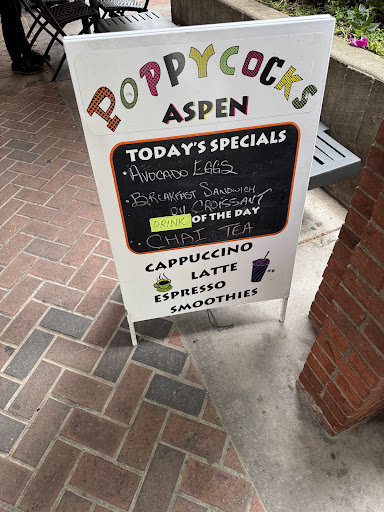 POPPYCOCKS
ASPEN
TODAY'S SPECIALS
• AVOCADO EGGS
• BREAKFAST SANDWICH
ON CROISSANT
DRINK OF THE DAY
• CHAI TEA
CAPPUCCINO
LATTE
ESPRESSO
SMOOTHIES